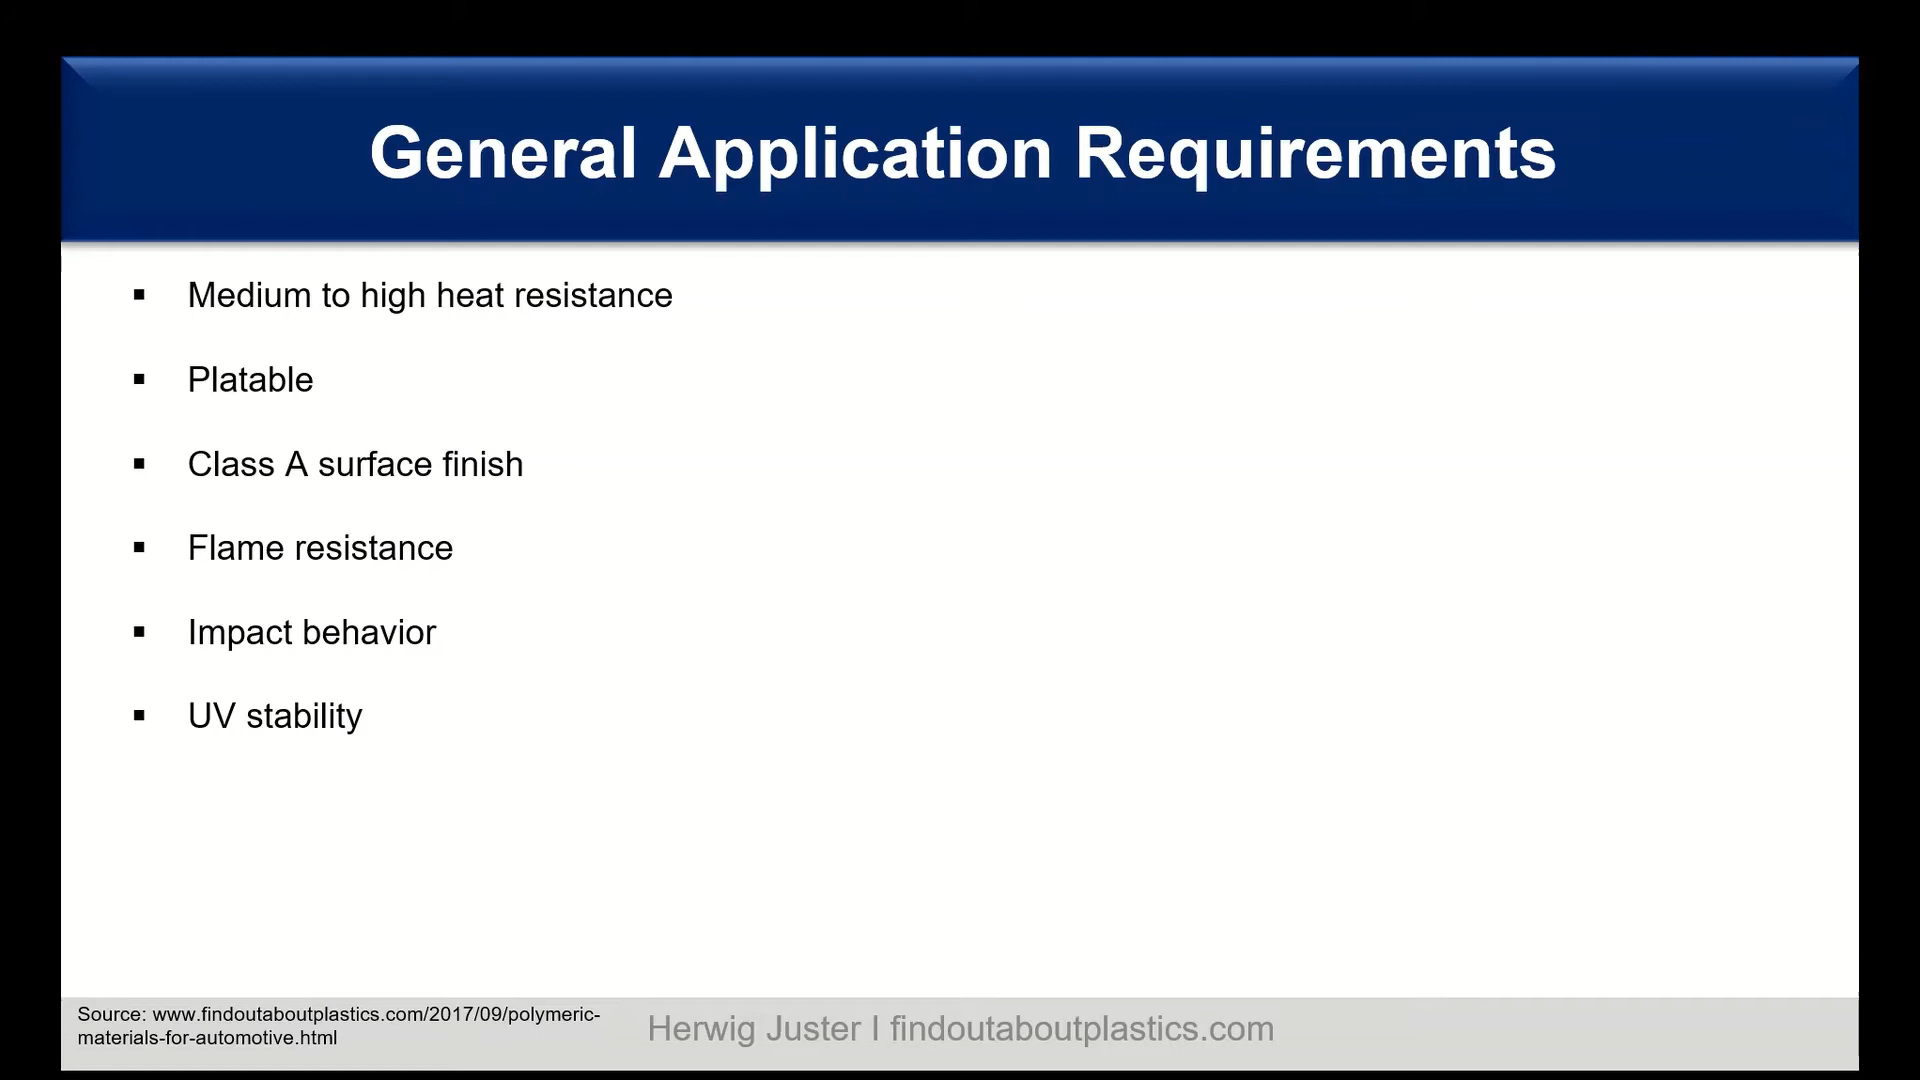 General Application Requirements
▪ Medium to high heat resistance
▪ Platable
▪ Class A surface finish
▪ Flame resistance
▪ Impact behavior
▪ UV stability
Source: www.findoutaboutplastics.com/2017/09/polymeric-
materials-for-automotive.html
Herwig Juster I findoutaboutplastics.com